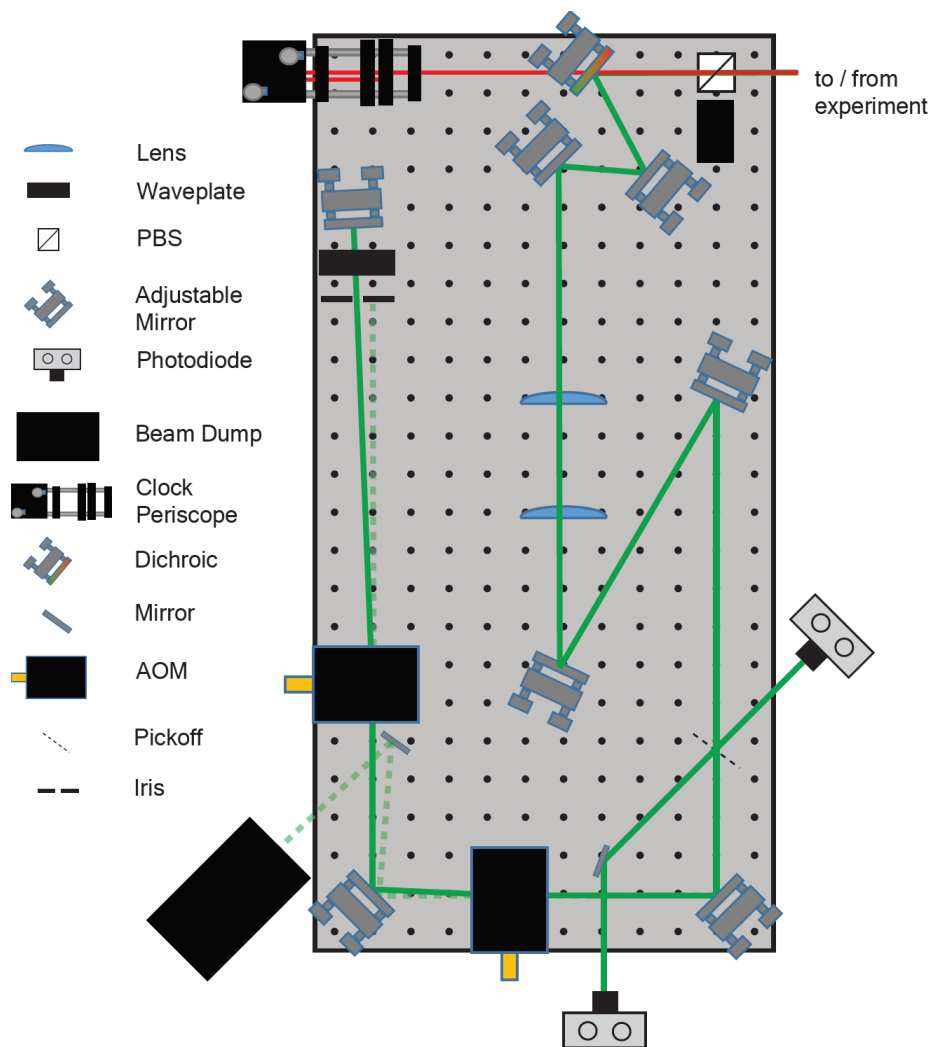 to / from
experiment
Lens
Waveplate
PBS
Adjustable
Mirror
Photodiode
Beam Dump
Clock
Periscope
Dichroic
Mirror
AOM
Pickoff
Iris